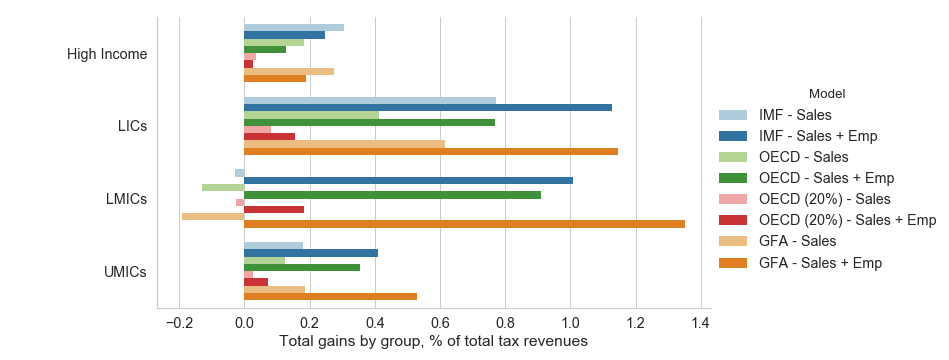 High Income
LICs
LMICs
UMICs
−0.2 0.0 0.2 0.4 0.6 0.8 1.0 1.2 1.4
Total gains by group, % of total tax revenues
Model
IMF - Sales
IMF - Sales + Emp
OECD - Sales
OECD - Sales + Emp
OECD (20%) - Sales
OECD (20%) - Sales + Emp
GFA - Sales
GFA - Sales + Emp